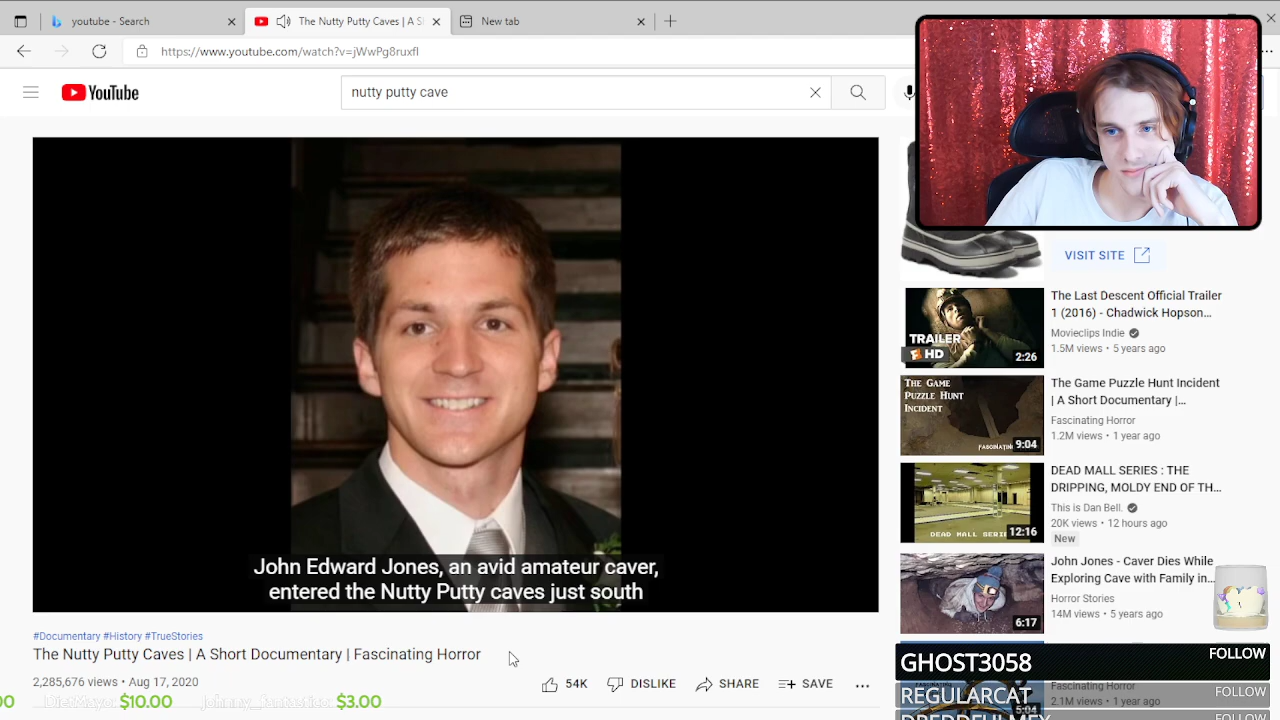 youtube - Search
The Nutty Putty Caves | A S
New tab
https://www.youtube.com/watch?v=jWwPg8ruxfI
YouTube
nutty putty cave
John Edward Jones, an avid amateur caver,
entered the Nutty Putty caves just south
#Documentary #History #TrueStories
The Nutty Putty Caves | A Short Documentary | Fascinating Horror
2,285,676 views • Aug 17, 2020
54K
DISLIKE
SHARE
SAVE
$10.00
VISIT SITE
TRAILER
HD
2:26
The Last Descent Official Trailer
1 (2016) - Chadwick Hopson...
Movieclips Indie
1.5M views • 5 years ago
THE GAME
PUZZLE HUNT
INCIDENT
9:04
The Game Puzzle Hunt Incident
| A Short Documentary |...
Fascinating Horror
1.2M views • 1 year ago
DEAD MALL SERIE
12:16
DEAD MALL SERIES : THE
DRIPPING, MOLDY END OF TH...
This is Dan Bell.
20K views • 12 hours ago
New
6:17
John Jones - Caver Dies While
Exploring Cave with Family in...
Horror Stories
14M views • 5 years ago
GHOST3058
FOLLOW
REGULARCAT
FOLLOW
5:04
Fascinating Horror
2.1M views • 1 year ago
FOLLOW